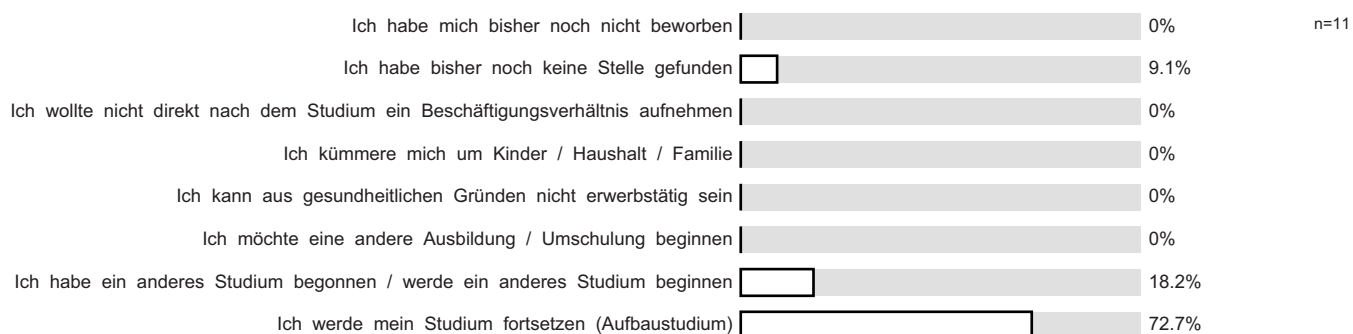 Ich habe mich bisher noch nicht beworben 0% n=11
Ich habe bisher noch keine Stelle gefunden 9.1%
Ich wollte nicht direkt nach dem Studium ein Beschäftigungsverhältnis aufnehmen 0%
Ich kümmere mich um Kinder / Haushalt / Familie 0%
Ich kann aus gesundheitlichen Gründen nicht erwerbstätig sein 0%
Ich möchte eine andere Ausbildung / Umschulung beginnen 0%
Ich habe ein anderes Studium begonnen / werde ein anderes Studium beginnen 18.2%
Ich werde mein Studium fortsetzen (Aufbaustudium) 72.7%